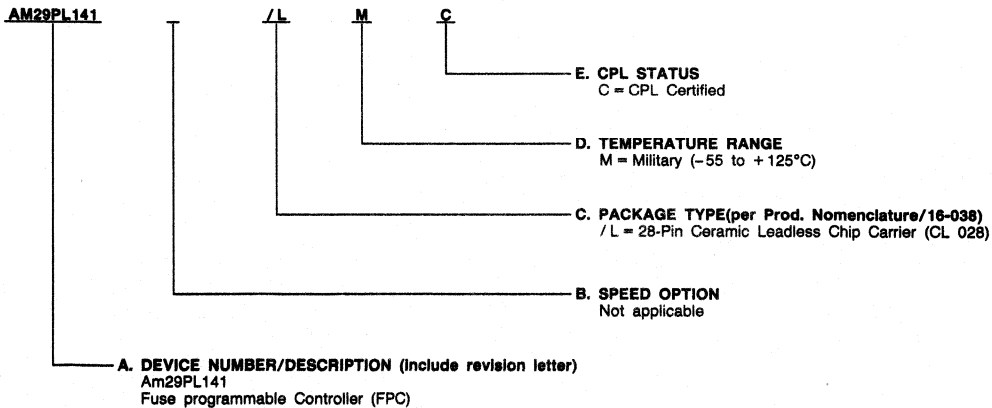 AM29PL141 /L M C
E. CPL STATUS
C = CPL Certified
D. TEMPERATURE RANGE
M = Military (−55 to +125°C)
C. PACKAGE TYPE(per Prod. Nomenclature/16-038)
/L = 28-Pin Ceramic Leadless Chip Carrier (CL 028)
B. SPEED OPTION
Not applicable
A. DEVICE NUMBER/DESCRIPTION (include revision letter)
Am29PL141
Fuse programmable Controller (FPC)